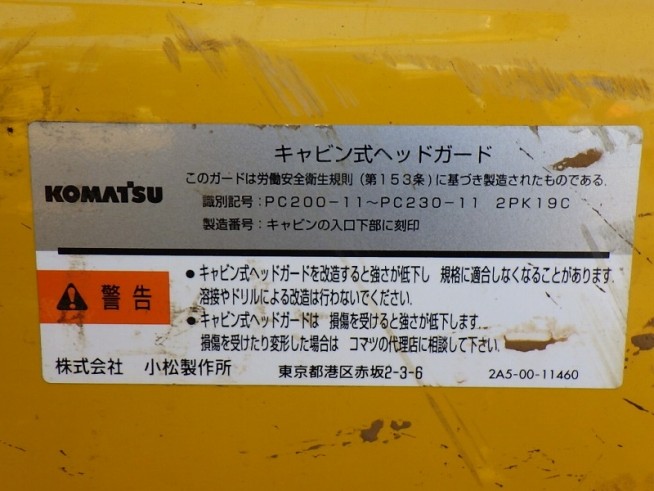 キャビン式ヘッドガード
このガードは労働安全衛生規則(第153条)に基づき製造されたものである.
KOMATSU
識別記号:PC200-11~PC230-11 2PK19C
製造番号:キャビンの入口下部に刻印
●キャビン式ヘッドガードを改造すると強さが低下し 規格に適合しなくなることがあります.
溶接やドリルによる改造は行わないでください.
警告
●キャビン式ヘッドガードは 損傷を受けると強さが低下します.
損傷を受けたり変形した場合は コマツの代理店に相談して下さい.
株式会社 小松製作所 東京都港区赤坂2-3-6 2A5-00-11460